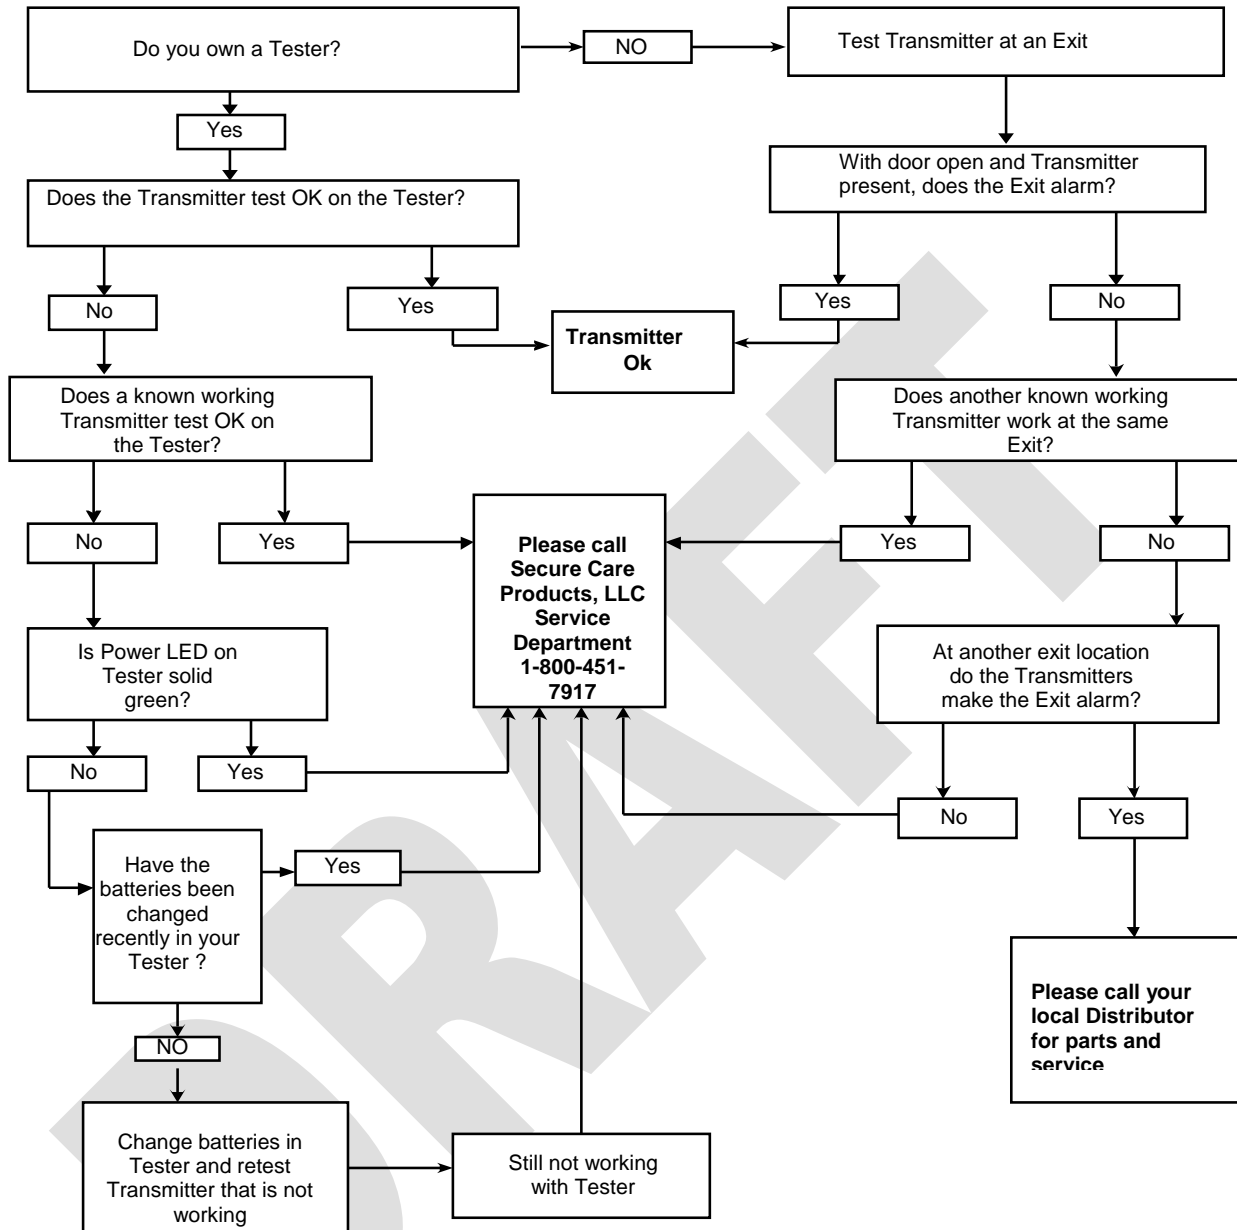 Do you own a Tester?
NO
Test Transmitter at an Exit
Yes
With door open and Transmitter
present, does the Exit alarm?
Does the Transmitter test OK on the Tester?
No
Yes
Transmitter
Ok
Yes
No
Does a known working
Transmitter test OK on
the Tester?
Does another known working
Transmitter work at the same
Exit?
No
Yes
Please call
Secure Care
Products, LLC
Service
Department
1-800-451-
7917
Yes
No
Is Power LED on
Tester solid
green?
At another exit location
do the Transmitters
make the Exit alarm?
No
Yes
No
Yes
Have the
batteries been
changed
recently in your
Tester ?
Yes
Please call your
local Distributor
for parts and
service
NO
Change batteries in
Tester and retest
Transmitter that is not
working
Still not working
with Tester
DRAFT